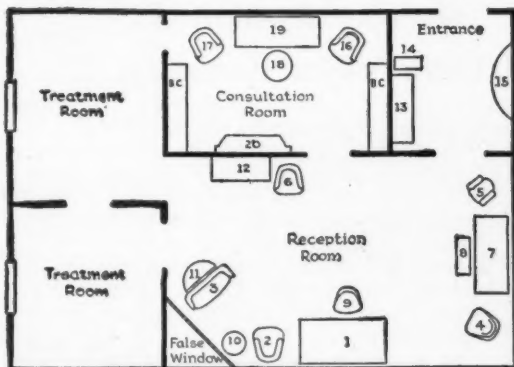 Entrance
17
19
16
14
18
15
Treatment
Room
BC
Consultation
Room
BC
13
20
12
6
5
Reception
Room
8
7
11
3
Treatment
Room
9
4
False
Window
10
2
1